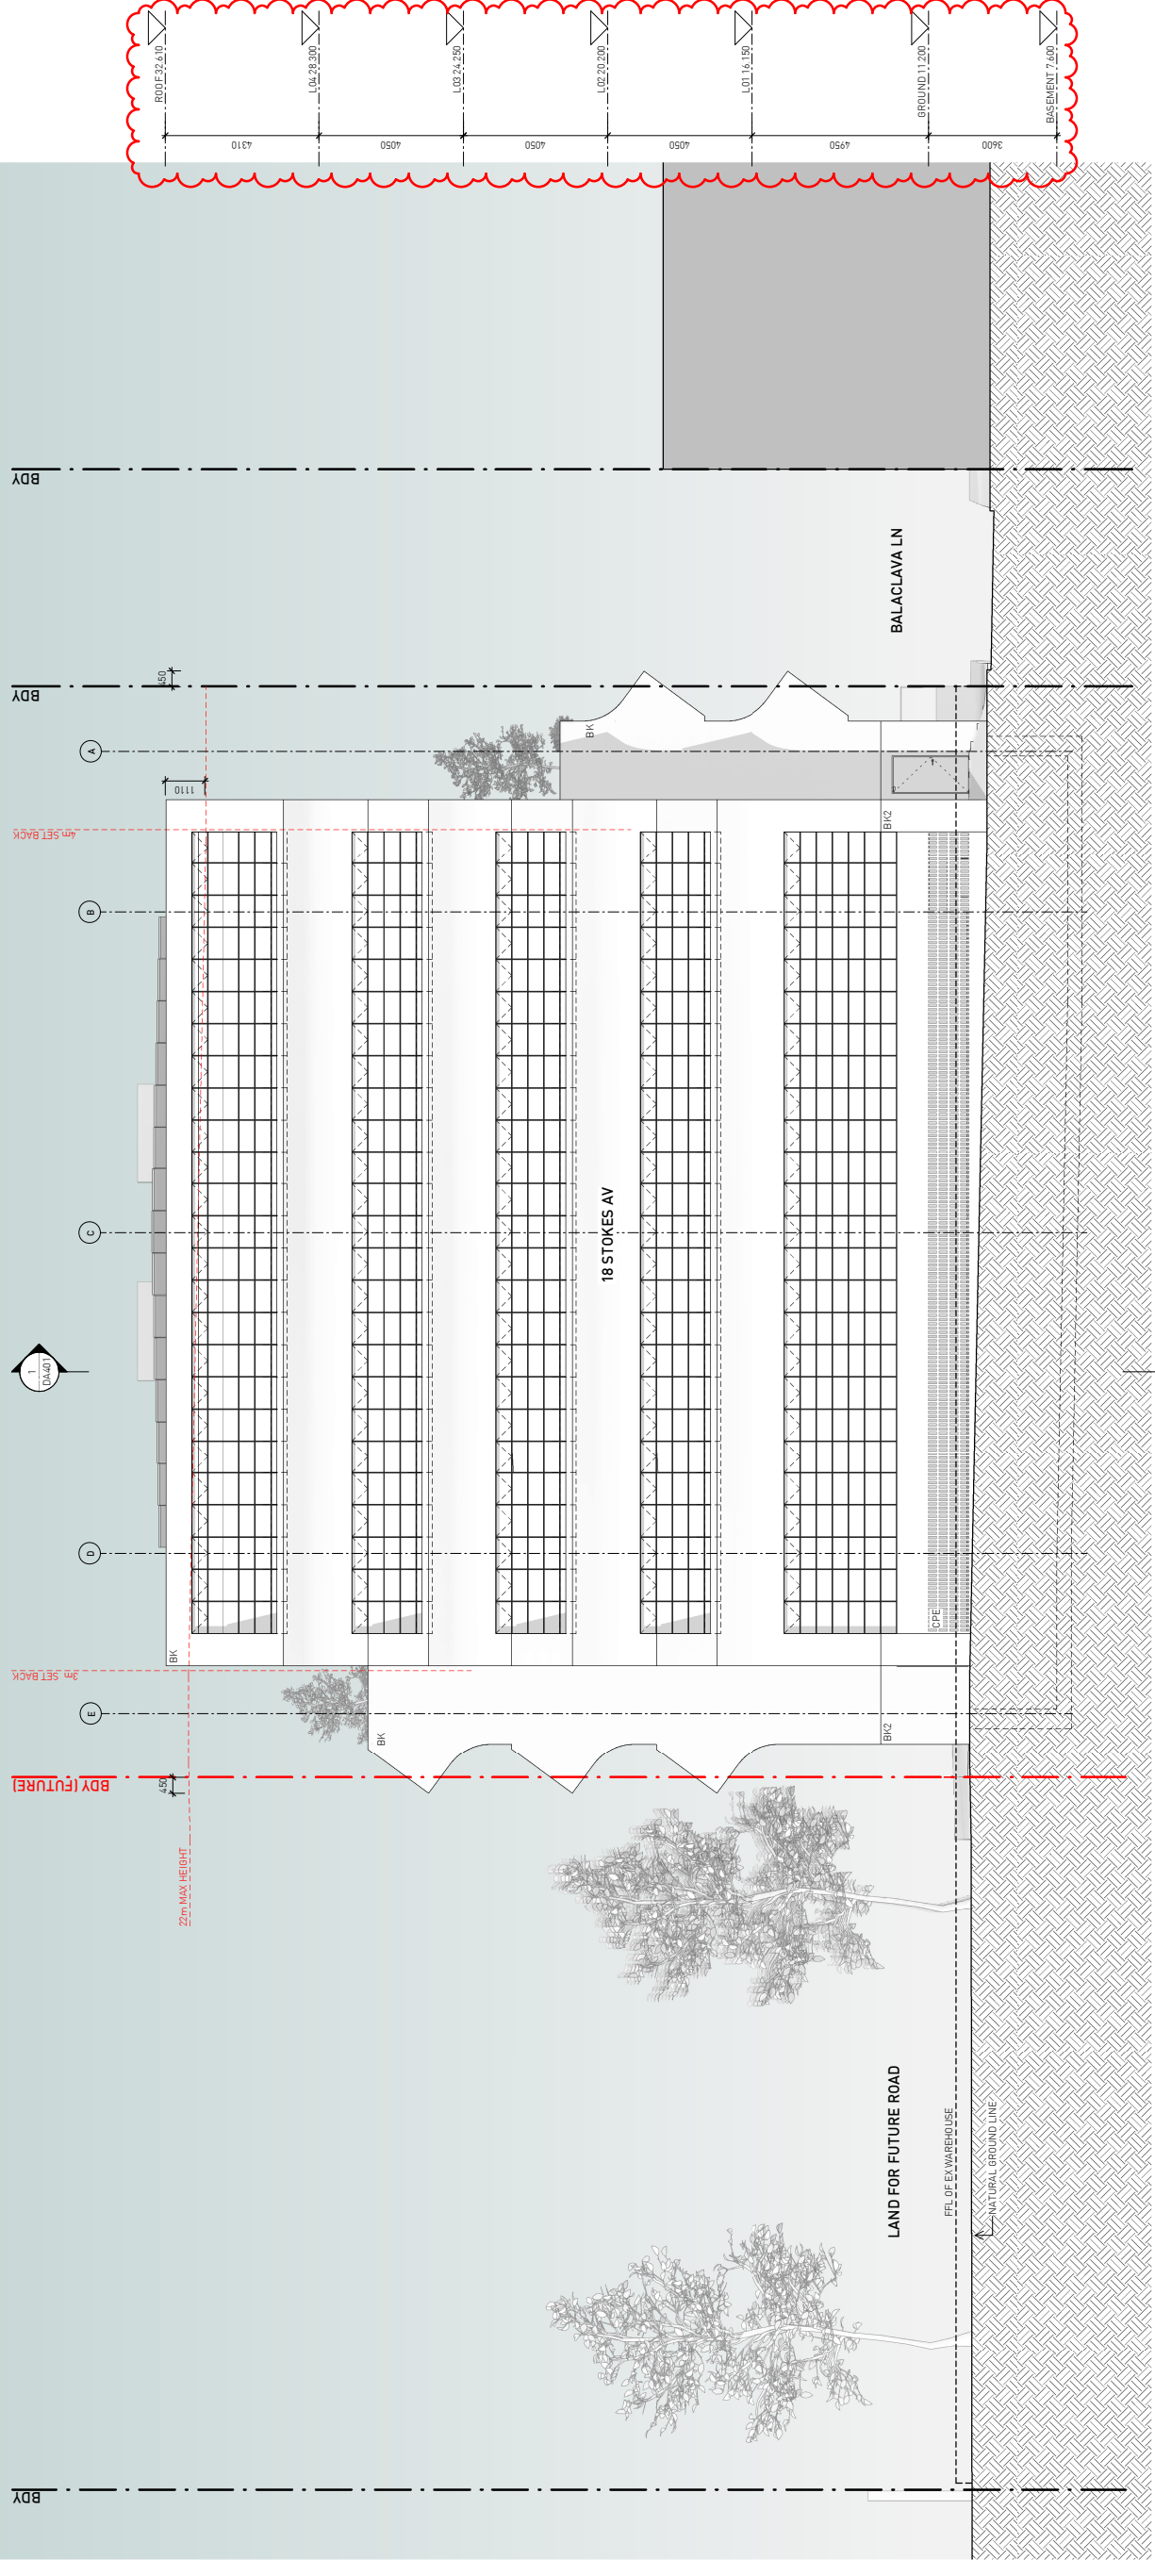 BDY
BDY (FUTURE)
BDY
BDY
1
DA401
E
D
C
B
A
3m SET BACK
4m SET BACK
450
450
1110
22m MAX HEIGHT
BK
BK
BK
BK2
BK2
CPE
18 STOKES AV
LAND FOR FUTURE ROAD
BALACLAVA LN
FFL OF EX WAREHOUSE
NATURAL GROUND LINE
ROOF 32.610
4310
L04 28.300
4050
L03 24.250
4050
L02 20.200
4050
L01 16.150
4950
GROUND 11.200
3600
BASEMENT 7.600